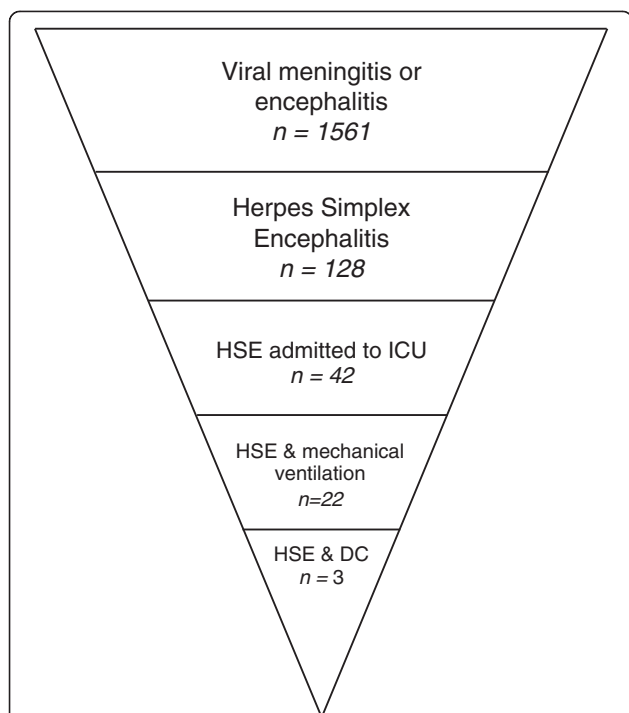 Viral meningitis or
encephalitis
n = 1561
Herpes Simplex
Encephalitis
n = 128
HSE admitted to ICU
n = 42
HSE & mechanical
ventilation
n=22
HSE & DC
n = 3